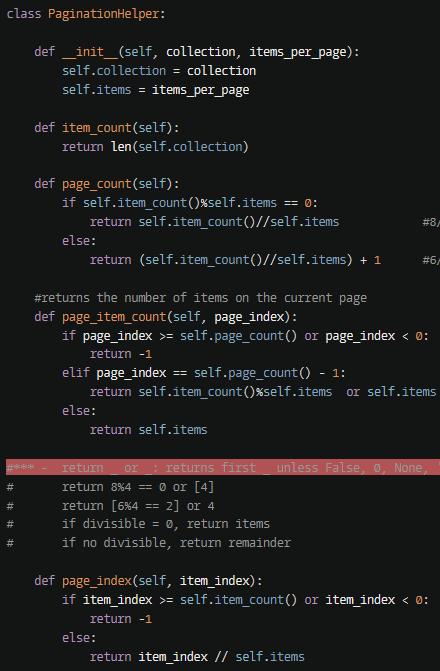 class PaginationHelper:
def __init__(self, collection, items_per_page):
self.collection = collection
self.items = items_per_page
def item_count(self):
return len(self.collection)
def page_count(self):
if self.item_count()%self.items == 0:
return self.item_count()//self.items #8/
else:
return (self.item_count()//self.items) + 1 #6/
#returns the number of items on the current page
def page_item_count(self, page_index):
if page_index >= self.page_count() or page_index < 0:
return -1
elif page_index == self.page_count() - 1:
return self.item_count()%self.items or self.items
else:
return self.items
#*** - return _ or _: returns first _ unless False, 0, None,
# return 8%4 == 0 or [4]
# return [6%4 == 2] or 4
# if divisible = 0, return items
# if no divisible, return remainder
def page_index(self, item_index):
if item_index >= self.item_count() or item_index < 0:
return -1
else:
return item_index // self.items